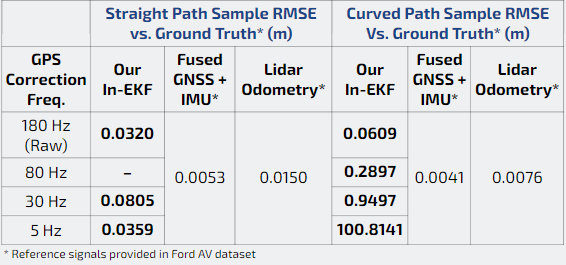 Straight Path Sample RMSE
vs. Ground Truth* (m)
Curved Path Sample RMSE
Vs. Ground Truth* (m)
GPS
Correction
Freq.
Our
In-EKF
Fused
GNSS +
IMU*
Lidar
Odometry*
Our
In-EKF
Fused
GNSS +
IMU*
Lidar
Odometry*
180 Hz
(Raw)
0.0320
0.0053
0.0150
0.0609
0.0041
0.0076
80 Hz
–
0.2897
30 Hz
0.0805
0.9497
5 Hz
0.0359
100.8141
* Reference signals provided in Ford AV dataset